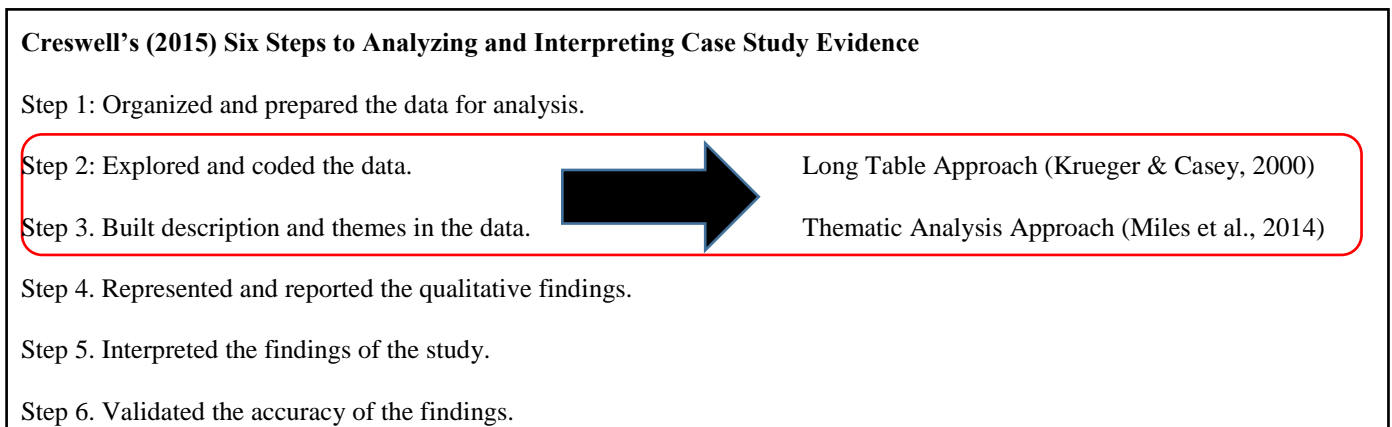 Creswell’s (2015) Six Steps to Analyzing and Interpreting Case Study Evidence
Step 1: Organized and prepared the data for analysis.
Step 2: Explored and coded the data. Long Table Approach (Krueger & Casey, 2000)
Step 3. Built description and themes in the data. Thematic Analysis Approach (Miles et al., 2014)
Step 4. Represented and reported the qualitative findings.
Step 5. Interpreted the findings of the study.
Step 6. Validated the accuracy of the findings.